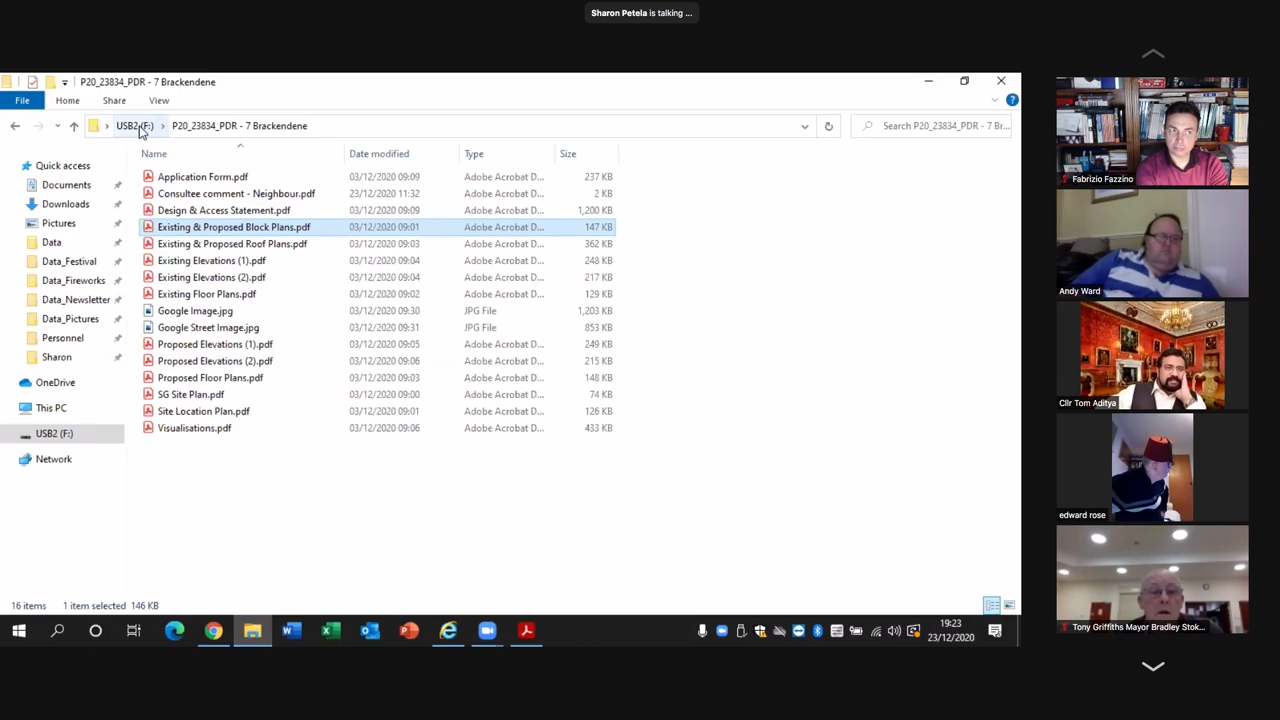 Sharon Petela is talking ...
P20_23834_PDR - 7 Brackendene
File Home Share View
USB2 (F:) › P20_23834_PDR - 7 Brackendene
Search P20_23834_PDR - 7 Br...
Name Date modified Type Size
Quick access
Documents
Downloads
Pictures
Data
Data_Festival
Data_Fireworks
Data_Newsletter
Data_Pictures
Personnel
Sharon
OneDrive
This PC
USB2 (F:)
Network
Application Form.pdf 03/12/2020 09:09 Adobe Acrobat D... 237 KB
Consultee comment - Neighbour.pdf 23/12/2020 11:32 Adobe Acrobat D... 2 KB
Design & Access Statement.pdf 03/12/2020 09:09 Adobe Acrobat D... 1,200 KB
Existing & Proposed Block Plans.pdf 03/12/2020 09:01 Adobe Acrobat D... 147 KB
Existing & Proposed Roof Plans.pdf 03/12/2020 09:03 Adobe Acrobat D... 362 KB
Existing Elevations (1).pdf 03/12/2020 09:04 Adobe Acrobat D... 248 KB
Existing Elevations (2).pdf 03/12/2020 09:04 Adobe Acrobat D... 217 KB
Existing Floor Plans.pdf 03/12/2020 09:02 Adobe Acrobat D... 129 KB
Google Image.jpg 03/12/2020 09:30 JPG File 1,203 KB
Google Street Image.jpg 03/12/2020 09:31 JPG File 853 KB
Proposed Elevations (1).pdf 03/12/2020 09:05 Adobe Acrobat D... 249 KB
Proposed Elevations (2).pdf 03/12/2020 09:06 Adobe Acrobat D... 215 KB
Proposed Floor Plans.pdf 03/12/2020 09:03 Adobe Acrobat D... 148 KB
SG Site Plan.pdf 03/12/2020 09:00 Adobe Acrobat D... 74 KB
Site Location Plan.pdf 03/12/2020 09:01 Adobe Acrobat D... 126 KB
Visualisations.pdf 03/12/2020 09:06 Adobe Acrobat D... 433 KB
16 items 1 item selected 146 KB
19:23
23/12/2020
Fabrizio Fazzino
Andy Ward
Cllr Tom Aditya
edward rose
Tony Griffiths Mayor Bradley Stok...